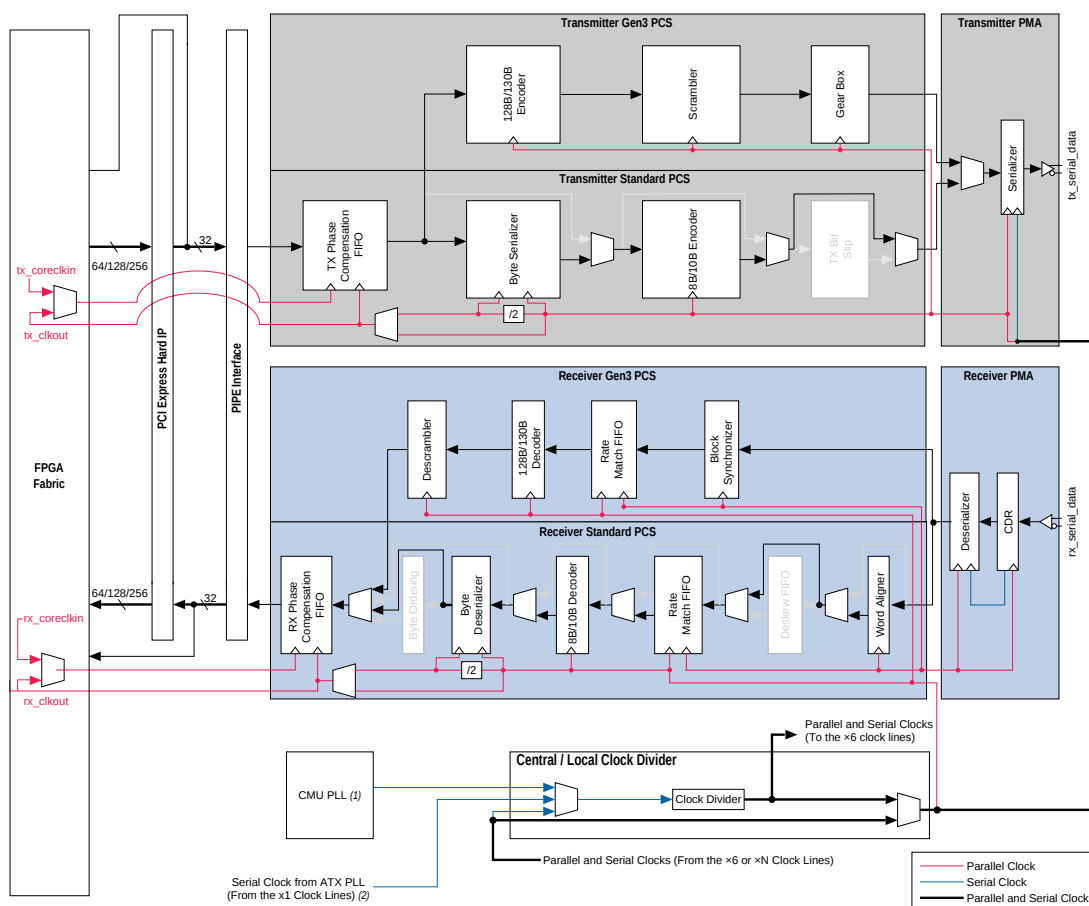 Transmitter Gen3 PCS
Transmitter PMA
128B/130B
Encoder
Scrambler
Gear Box
Serializer
tx_serial_data
Transmitter Standard PCS
TX Phase
Compensation
FIFO
Byte Serializer
8B/10B Encoder
TX Bit
Slip
/2
32
64/128/256
tx_coreclkin
tx_clkout
PCI Express Hard IP
PIPE Interface
FPGA
Fabric
Receiver Gen3 PCS
Receiver PMA
Descrambler
128B/130B
Decoder
Rate
Match FIFO
Block
Synchronizer
Deserializer
CDR
rx_serial_data
Receiver Standard PCS
RX Phase
Compensation
FIFO
Byte Ordering
Byte
Deserializer
8B/10B Decoder
Rate
Match FIFO
Deskew FIFO
Word Aligner
/2
64/128/256
32
rx_coreclkin
rx_clkout
Parallel and Serial Clocks
(To the ×6 clock lines)
Central / Local Clock Divider
CMU PLL (1)
Clock Divider
Parallel and Serial Clocks (From the ×6 or ×N Clock Lines)
Serial Clock from ATX PLL
(From the x1 Clock Lines) (2)
Parallel Clock
Serial Clock
Parallel and Serial Clock